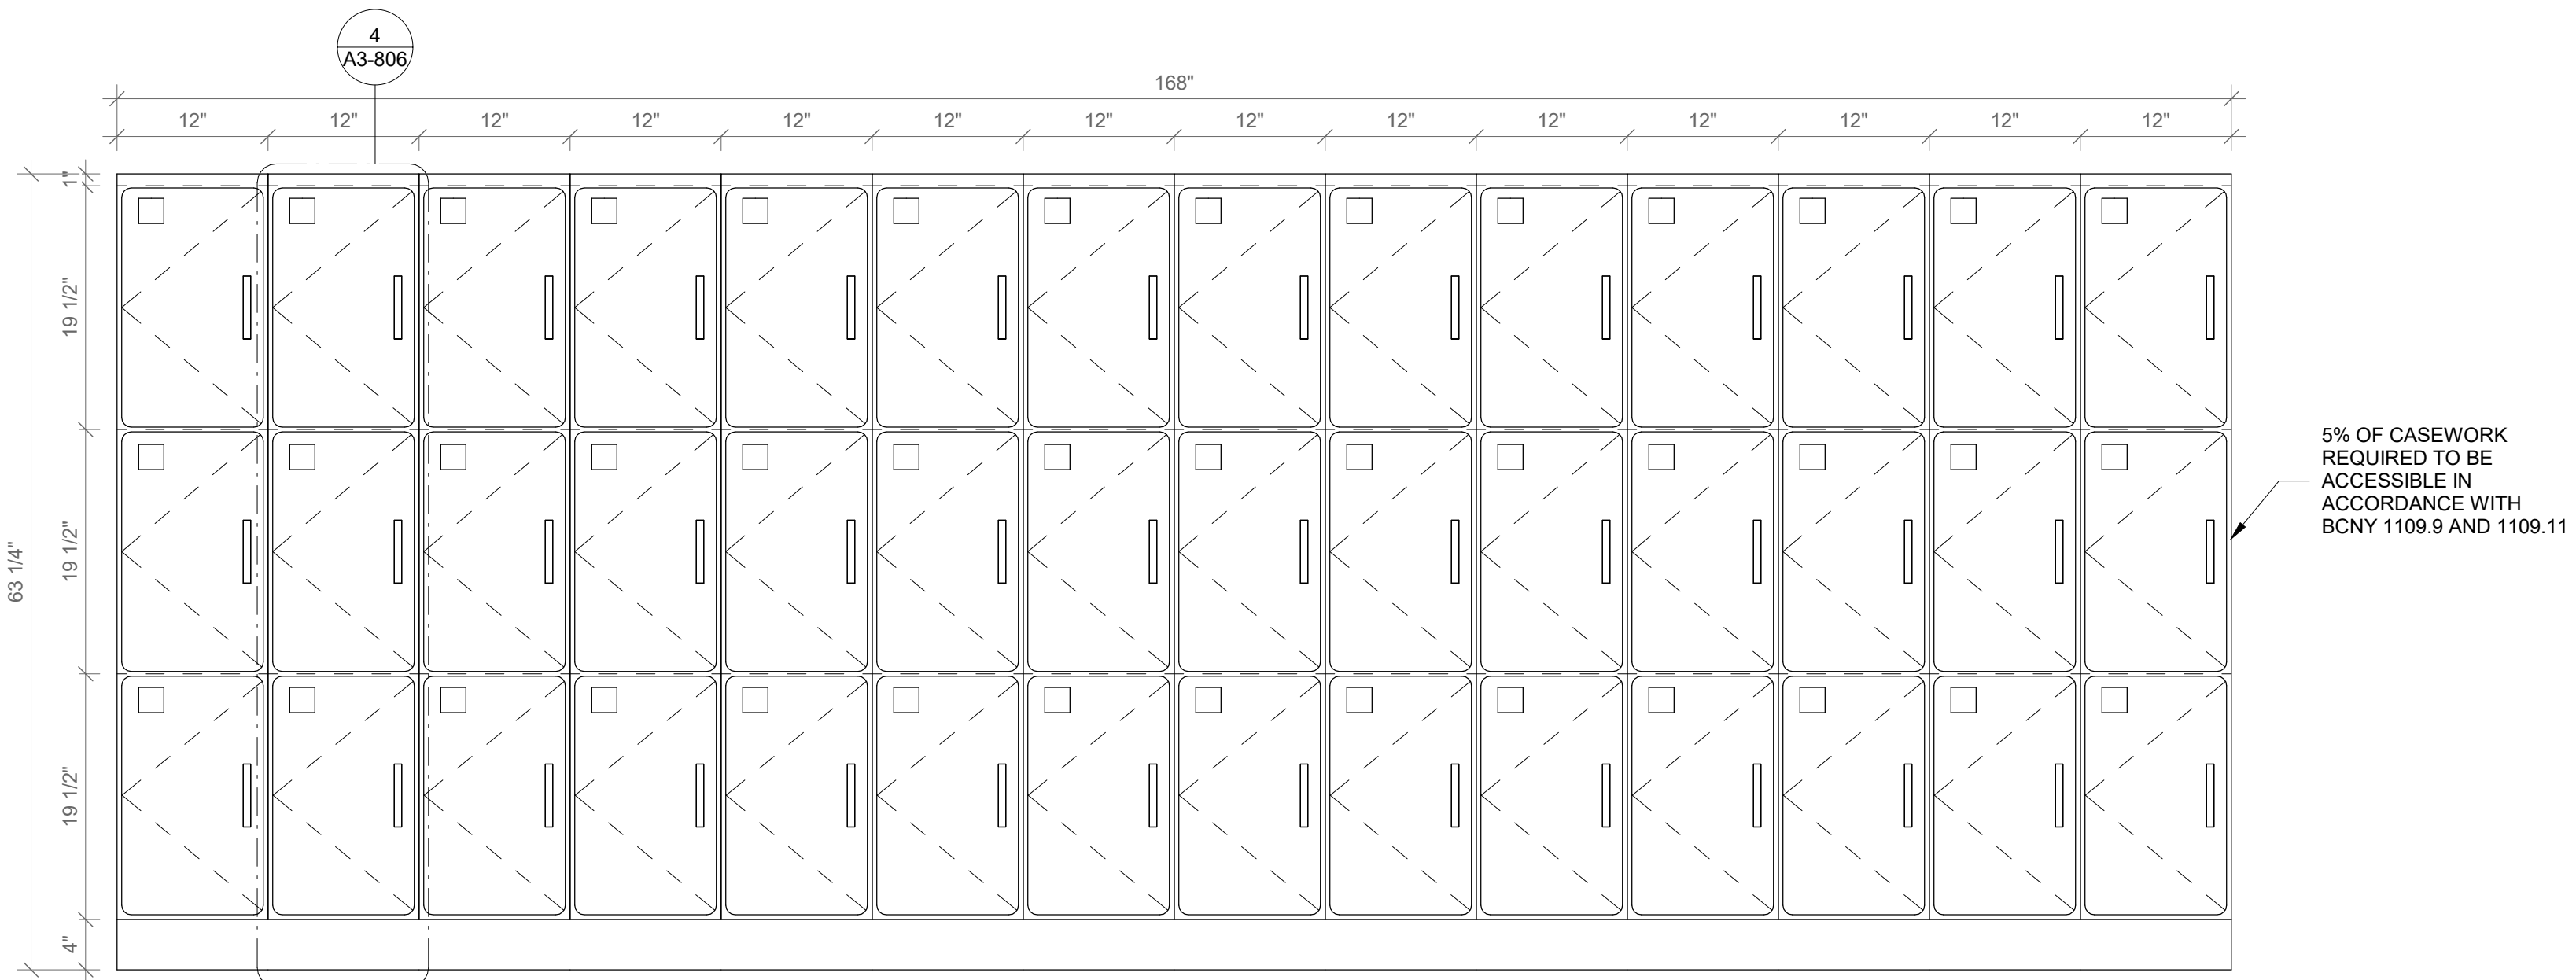 4
A3-806
168"
12" 12" 12" 12" 12" 12" 12" 12" 12" 12" 12" 12" 12" 12"
1"
19 1/2"
19 1/2"
19 1/2"
4"
63 1/4"
5% OF CASEWORK
REQUIRED TO BE
ACCESSIBLE IN
ACCORDANCE WITH
BCNY 1109.9 AND 1109.11